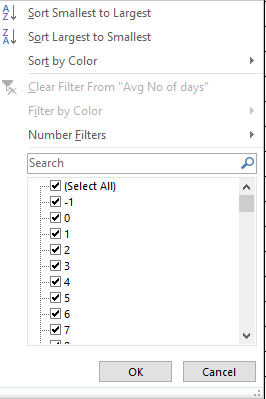 Sort Smallest to Largest
Sort Largest to Smallest
Sort by Color
Clear Filter From "Avg No of days"
Filter by Color
Number Filters
Search
(Select All)
-1
0
1
2
3
4
5
6
7
OK
Cancel